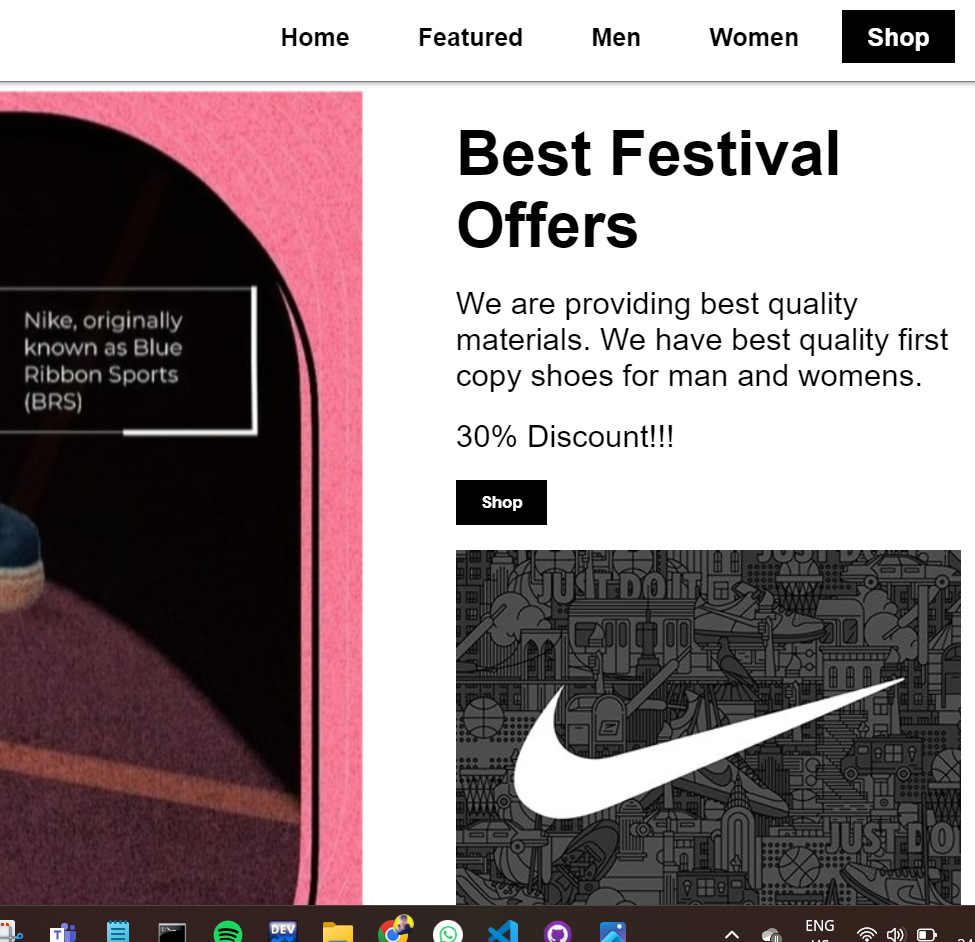 Home Featured Men Women Shop
Best Festival
Offers
Nike, originally
known as Blue
Ribbon Sports
(BRS)
We are providing best quality
materials. We have best quality first
copy shoes for man and womens.
30% Discount!!!
Shop
JUST DO IT
JUST DO
DEV
ENG